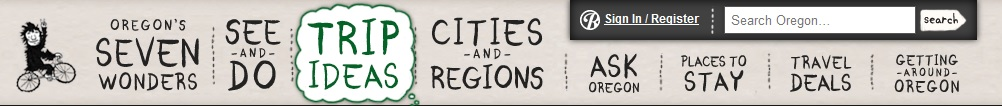 Sign In / Register
Search Oregon...
search
OREGON'S
SEVEN
WONDERS
SEE
-AND-
DO
TRIP
IDEAS
CITIES
-AND-
REGIONS
ASK
OREGON
PLACES TO
STAY
TRAVEL
DEALS
GETTING
-AROUND-
OREGON